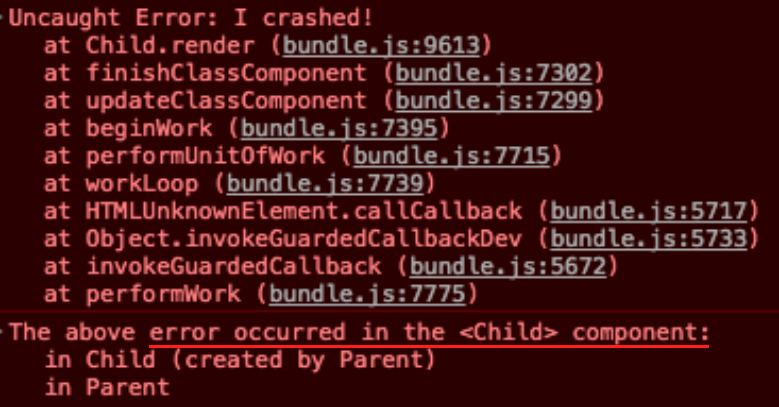 Uncaught Error: I crashed!
at Child.render (bundle.js:9613)
at finishClassComponent (bundle.js:7302)
at updateClassComponent (bundle.js:7299)
at beginWork (bundle.js:7395)
at performUnitOfWork (bundle.js:7715)
at workLoop (bundle.js:7739)
at HTMLUnknownElement.callCallback (bundle.js:5717)
at Object.invokeGuardedCallbackDev (bundle.js:5733)
at invokeGuardedCallback (bundle.js:5672)
at performWork (bundle.js:7775)
The above error occurred in the <Child> component:
in Child (created by Parent)
in Parent